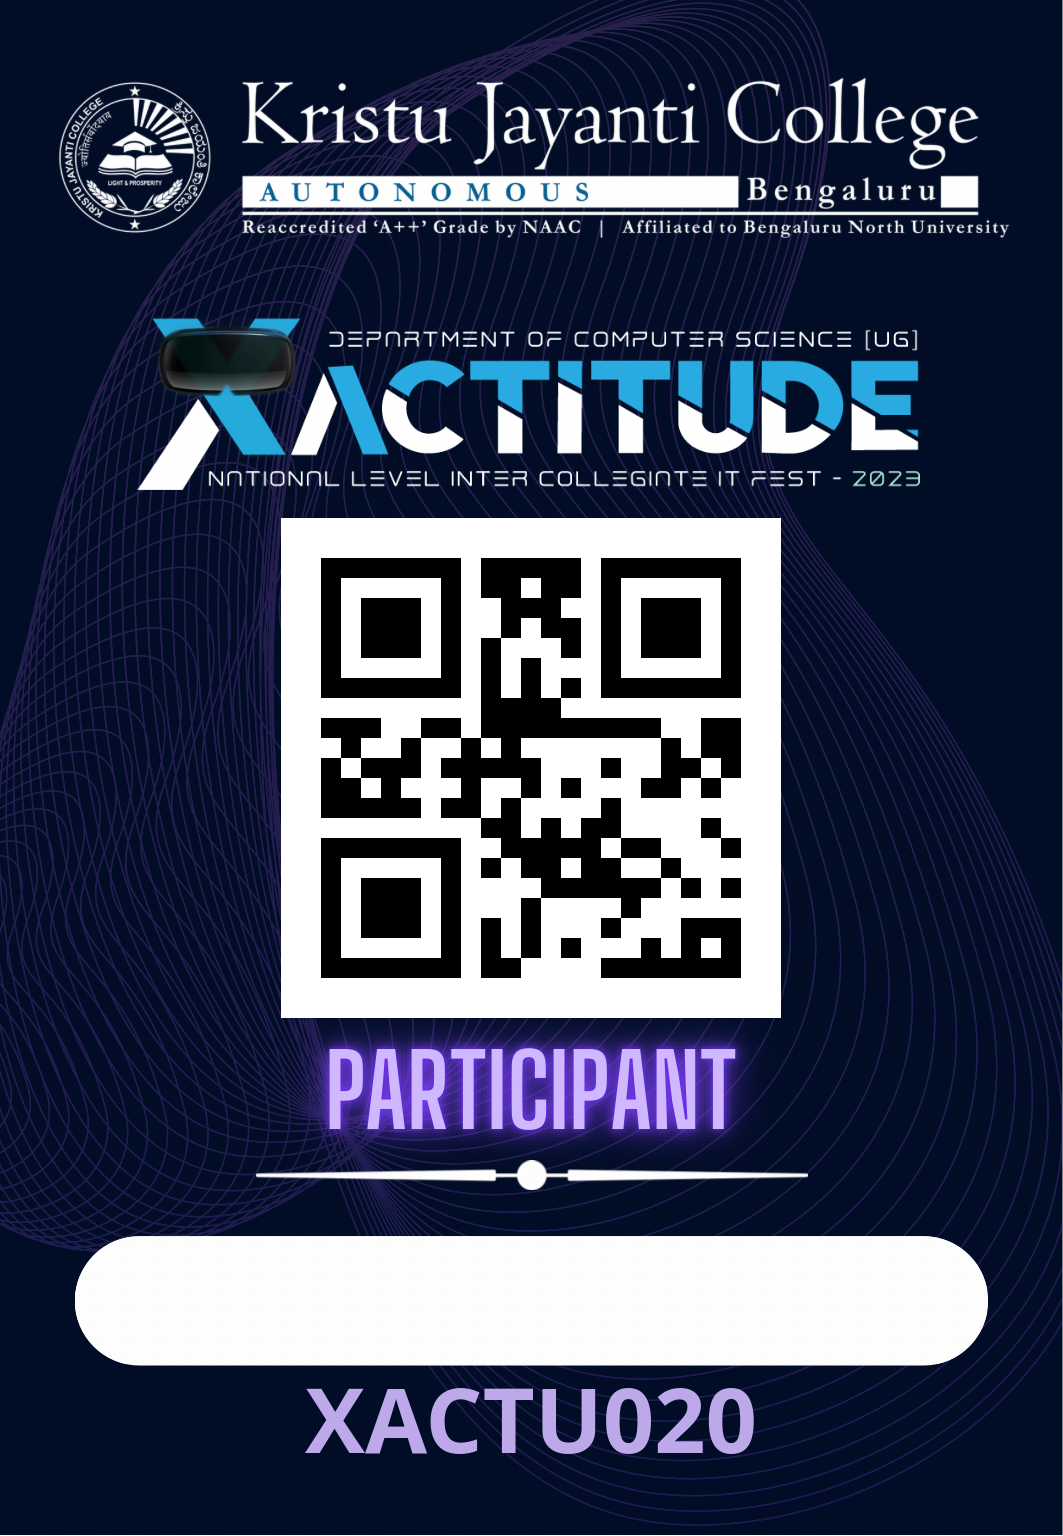 KRISTU JAYANTI COLLEGE
LIGHT & PROSPERITY
Kristu Jayanti College
AUTONOMOUS Bengaluru
Reaccredited ‘A++’ Grade by NAAC | Affiliated to Bengaluru North University
DEPARTMENT OF COMPUTER SCIENCE [UG]
XACTITUDE
NATIONAL LEVEL INTER COLLEGIATE IT FEST - 2023
PARTICIPANT
XACTU020